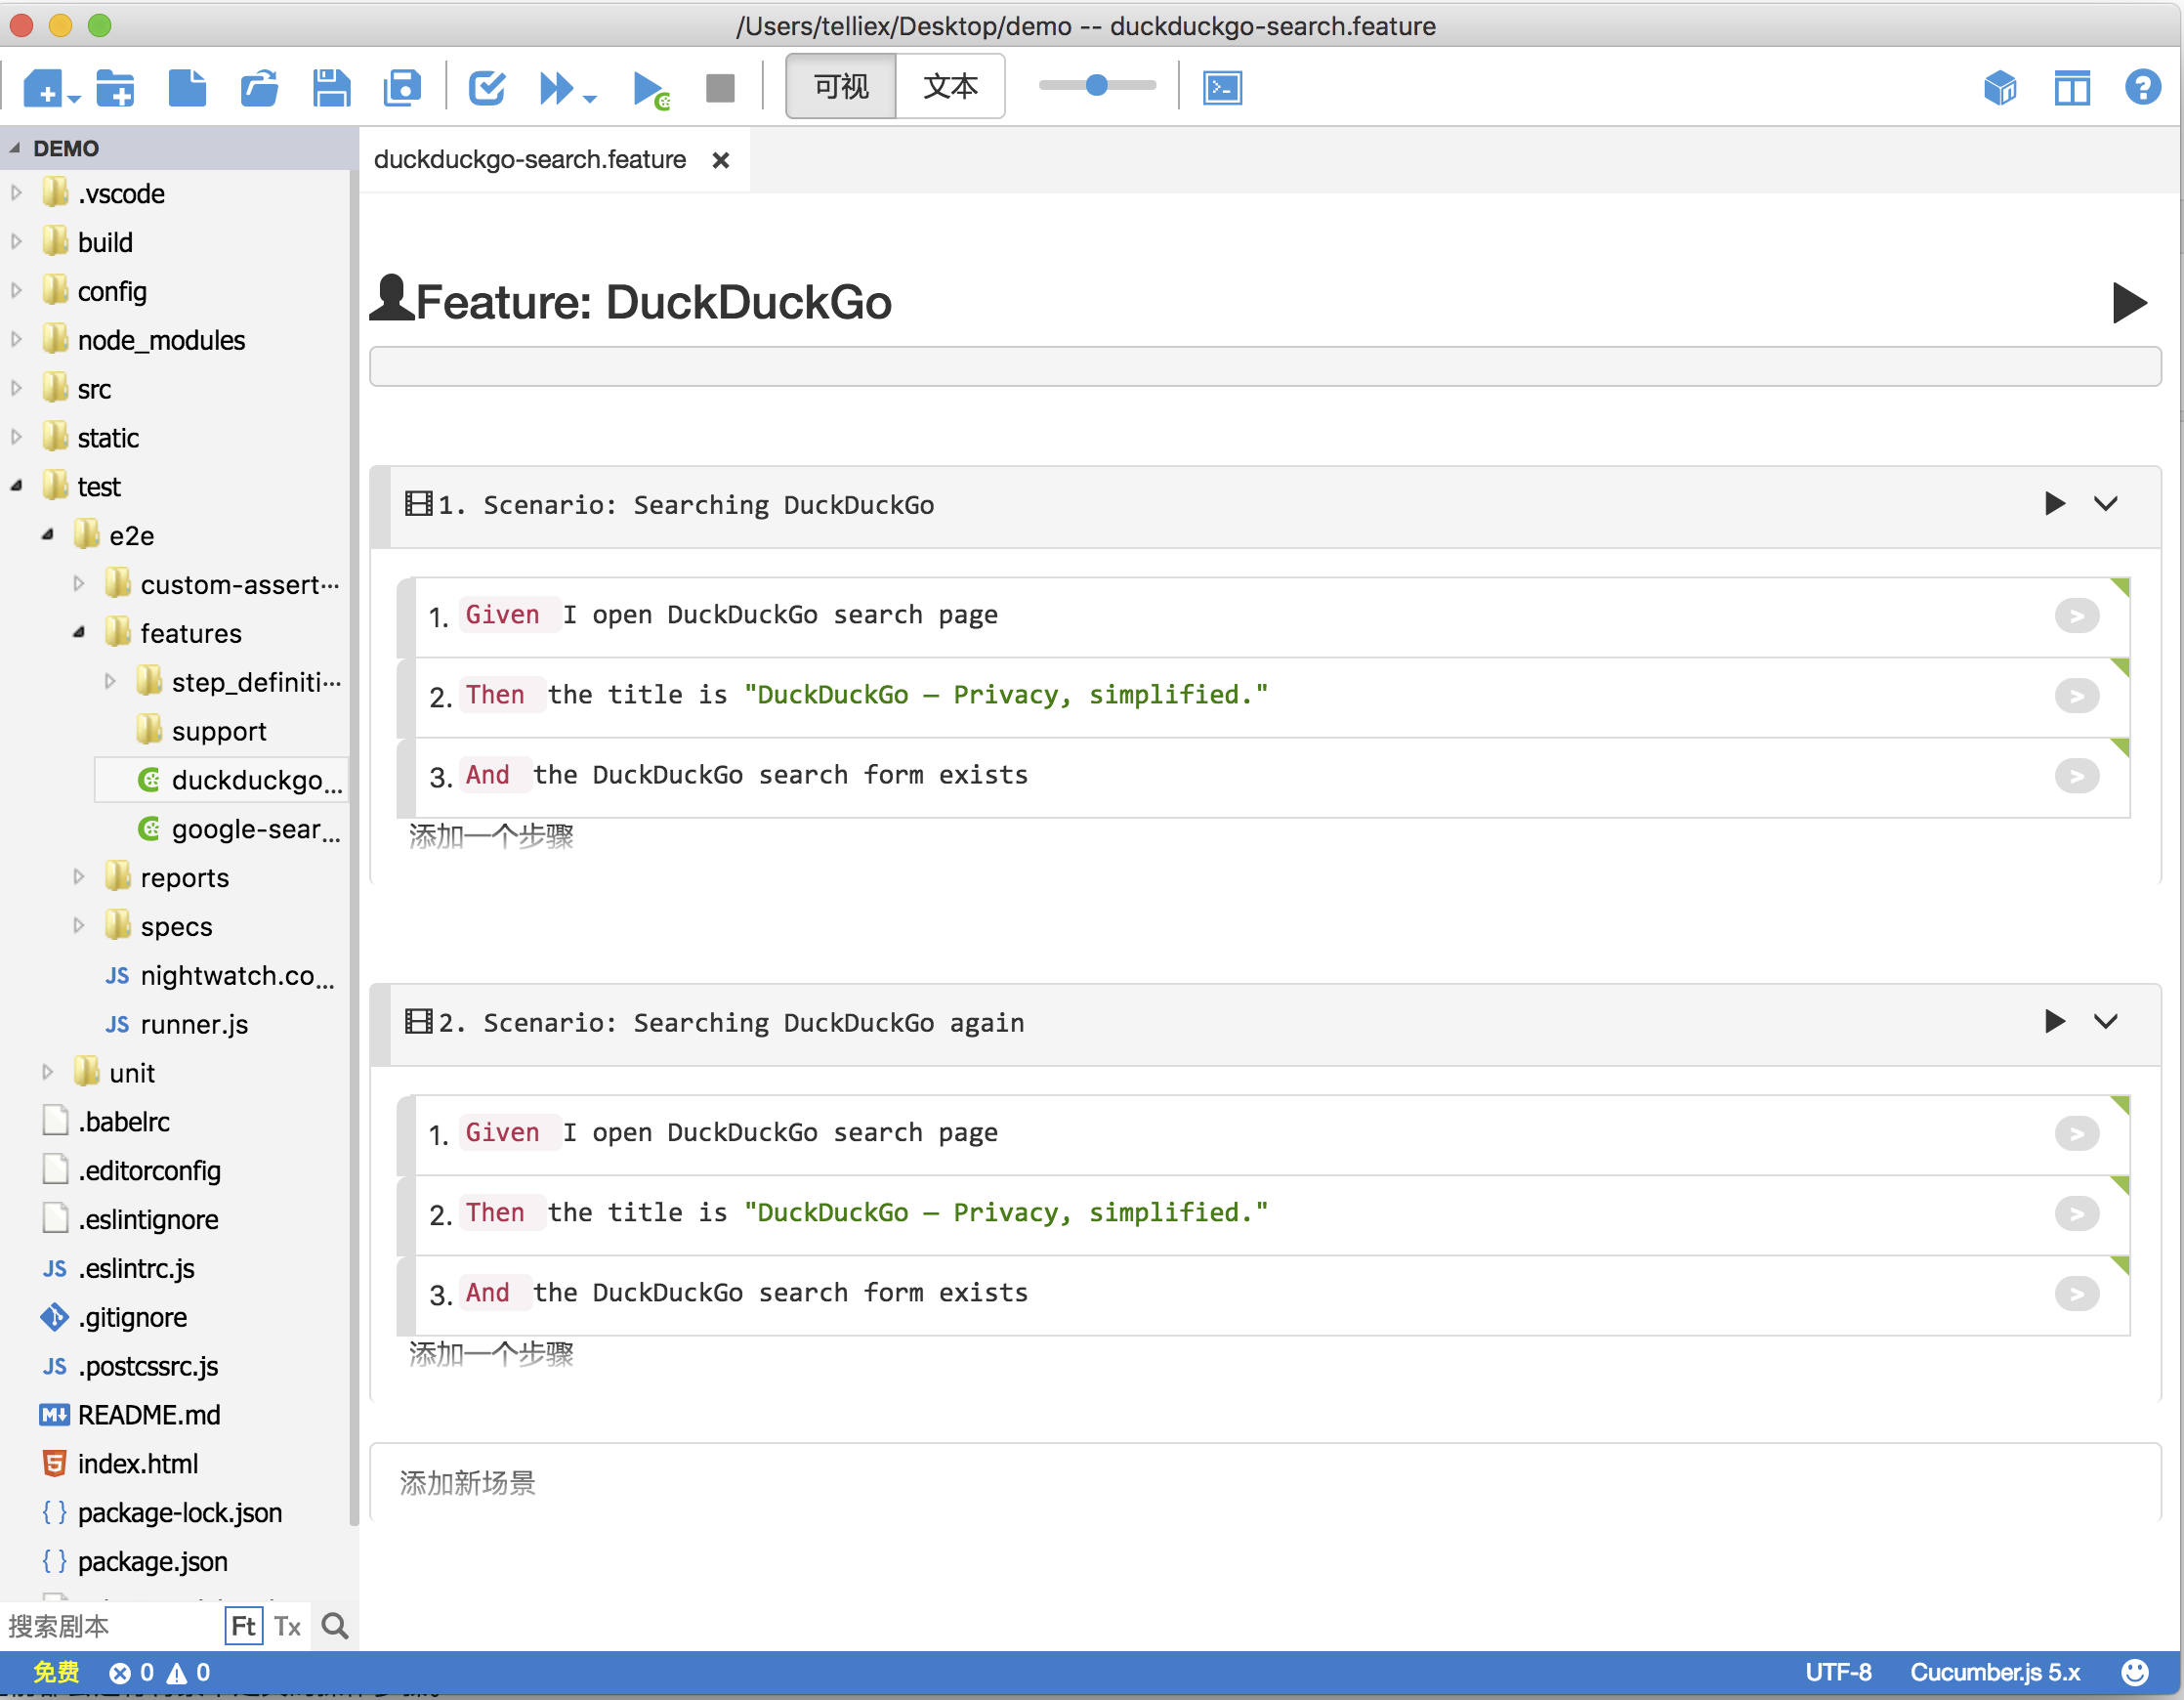 /Users/telliex/Desktop/demo -- duckduckgo-search.feature
可视 文本
DEMO
.vscode
build
config
node_modules
src
static
test
e2e
custom-assert···
features
step_definiti···
support
duckduckgo...
google-sear...
reports
specs
JS nightwatch.co...
JS runner.js
unit
.babelrc
.editorconfig
.eslintignore
JS .eslintrc.js
.gitignore
JS .postcssrc.js
README.md
index.html
{ } package-lock.json
{ } package.json
搜索剧本 Ft Tx
duckduckgo-search.feature
Feature: DuckDuckGo
1. Scenario: Searching DuckDuckGo
1. Given I open DuckDuckGo search page
2. Then the title is "DuckDuckGo — Privacy, simplified."
3. And the DuckDuckGo search form exists
添加一个步骤
2. Scenario: Searching DuckDuckGo again
1. Given I open DuckDuckGo search page
2. Then the title is "DuckDuckGo — Privacy, simplified."
3. And the DuckDuckGo search form exists
添加一个步骤
添加新场景
免费 0 0 UTF-8 Cucumber.js 5.x